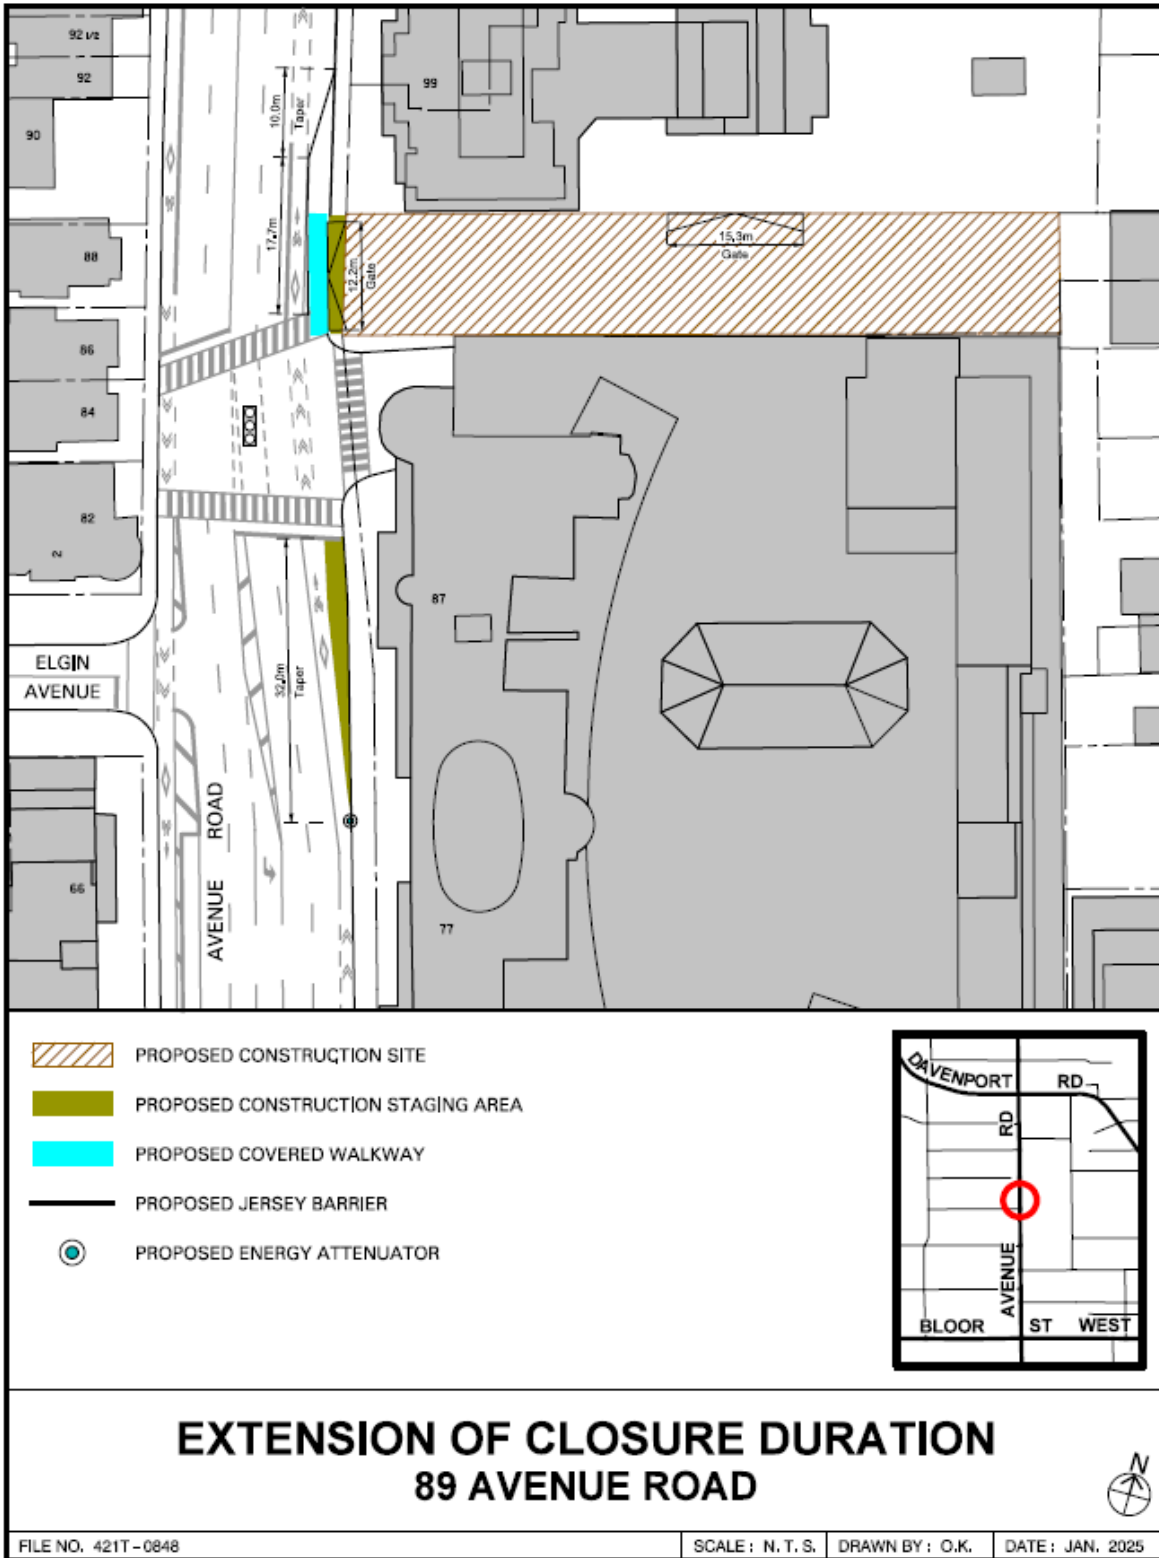 92 1/2
92
90
88
86
84
82
2
66
99
87
77
10.0m
Taper
17.7m
12.2m
Gate
15.3m
Gate
32.0m
Taper
ELGIN
AVENUE
AVENUE ROAD
PROPOSED CONSTRUCTION SITE
PROPOSED CONSTRUCTION STAGING AREA
PROPOSED COVERED WALKWAY
PROPOSED JERSEY BARRIER
PROPOSED ENERGY ATTENUATOR
DAVENPORT RD
AVENUE RD
BLOOR ST WEST
EXTENSION OF CLOSURE DURATION
89 AVENUE ROAD
N
FILE NO. 421T-0848
SCALE : N. T. S.
DRAWN BY : O.K.
DATE : JAN. 2025